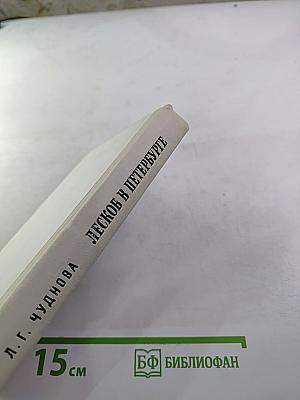 Л. Г. ЧУДНОВА ЛЕСКОВ В ПЕТЕРБУРГЕ
15 см
БФ БИБЛИОФАН